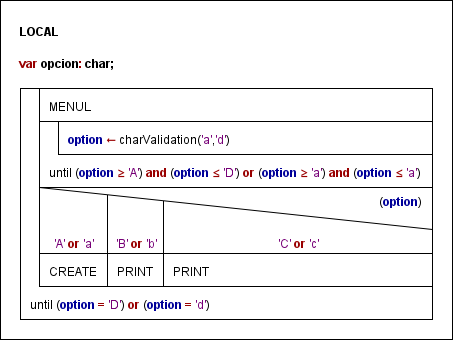 LOCAL
var opcion: char;
MENUL
option ← charValidation('a','d')
until (option ≥ 'A') and (option ≤ 'D') or (option ≥ 'a') and (option ≤ 'a')
(option)
'A' or 'a' 'B' or 'b' 'C' or 'c'
CREATE PRINT PRINT
until (option = 'D') or (option = 'd')